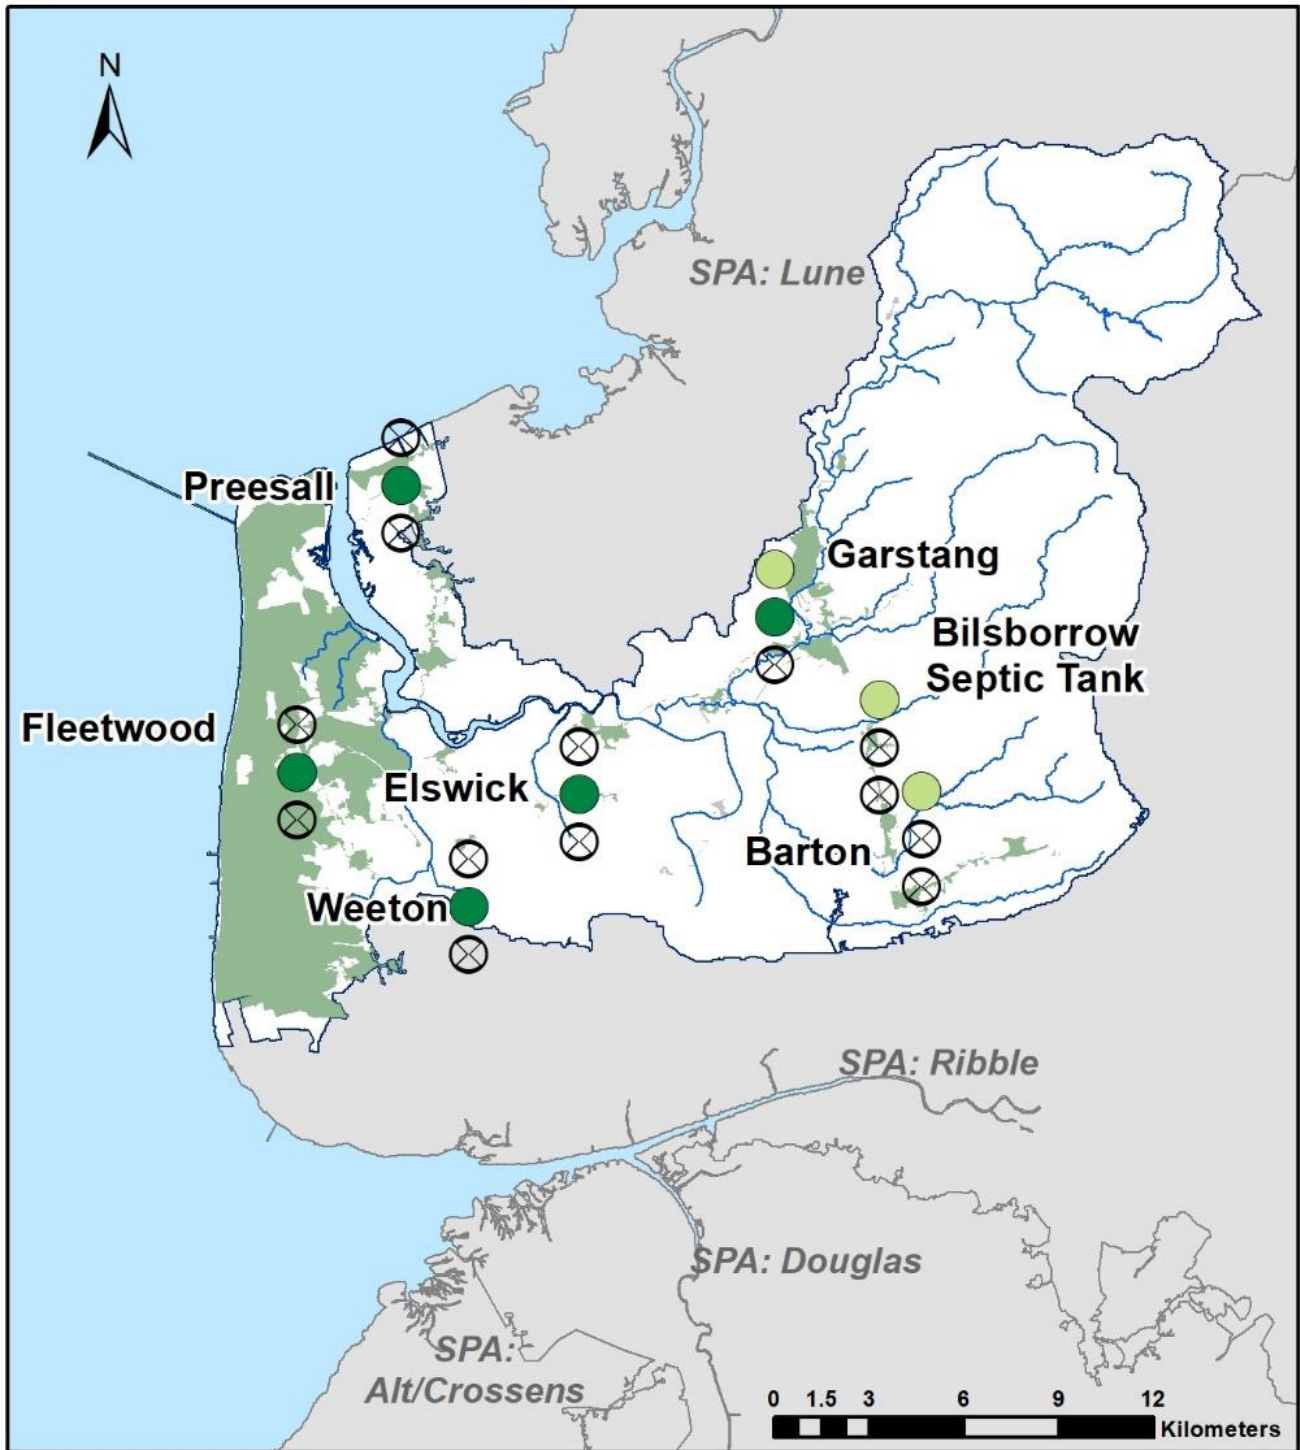 N
SPA: Lune
Preesall
Garstang
Bilsborrow
Septic Tank
Fleetwood
Elswick
Barton
Weeton
SPA: Ribble
SPA: Douglas
SPA:
Alt/Crossens
0 1.5 3 6 9 12
Kilometers